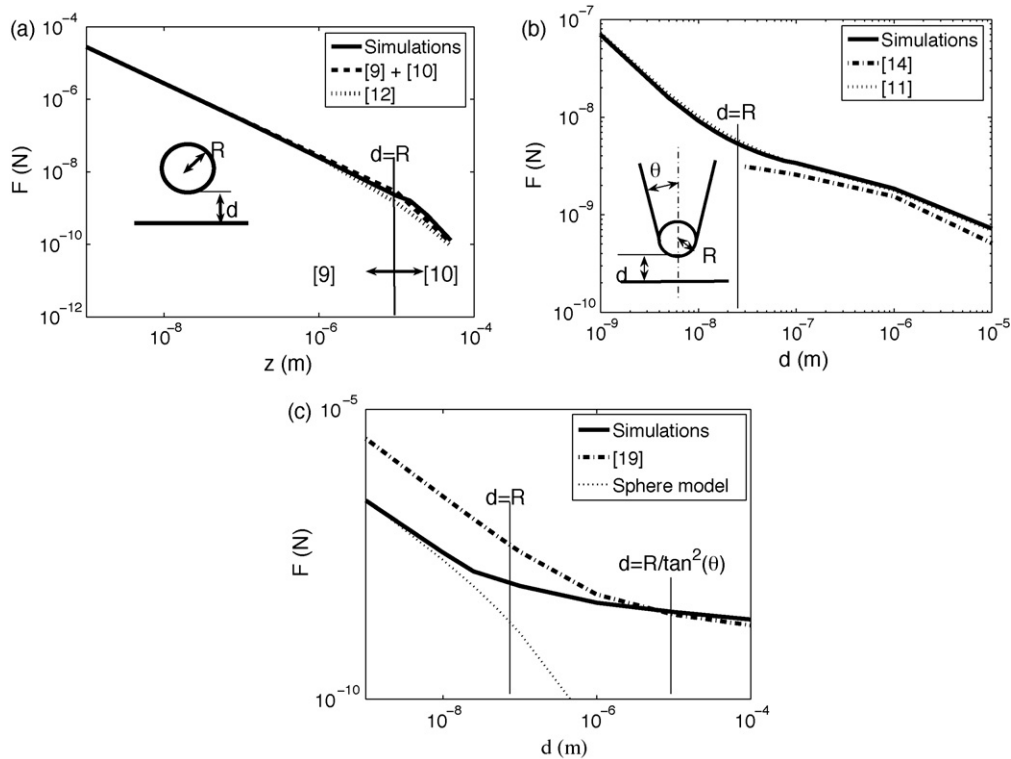 (a)
10⁻⁴
10⁻⁶
10⁻⁸
10⁻¹⁰
10⁻¹²
F (N)
Simulations
[9] + [10]
[12]
d=R
R
d
[9]
[10]
10⁻⁸
10⁻⁶
10⁻⁴
z (m)
(b)
10⁻⁷
10⁻⁸
10⁻⁹
10⁻¹⁰
F (N)
Simulations
[14]
[11]
d=R
θ
R
d
10⁻⁹
10⁻⁸
10⁻⁷
10⁻⁶
10⁻⁵
d (m)
(c)
10⁻⁵
10⁻¹⁰
F (N)
Simulations
[19]
Sphere model
d=R
d=R/tan²(θ)
10⁻⁸
10⁻⁶
10⁻⁴
d (m)